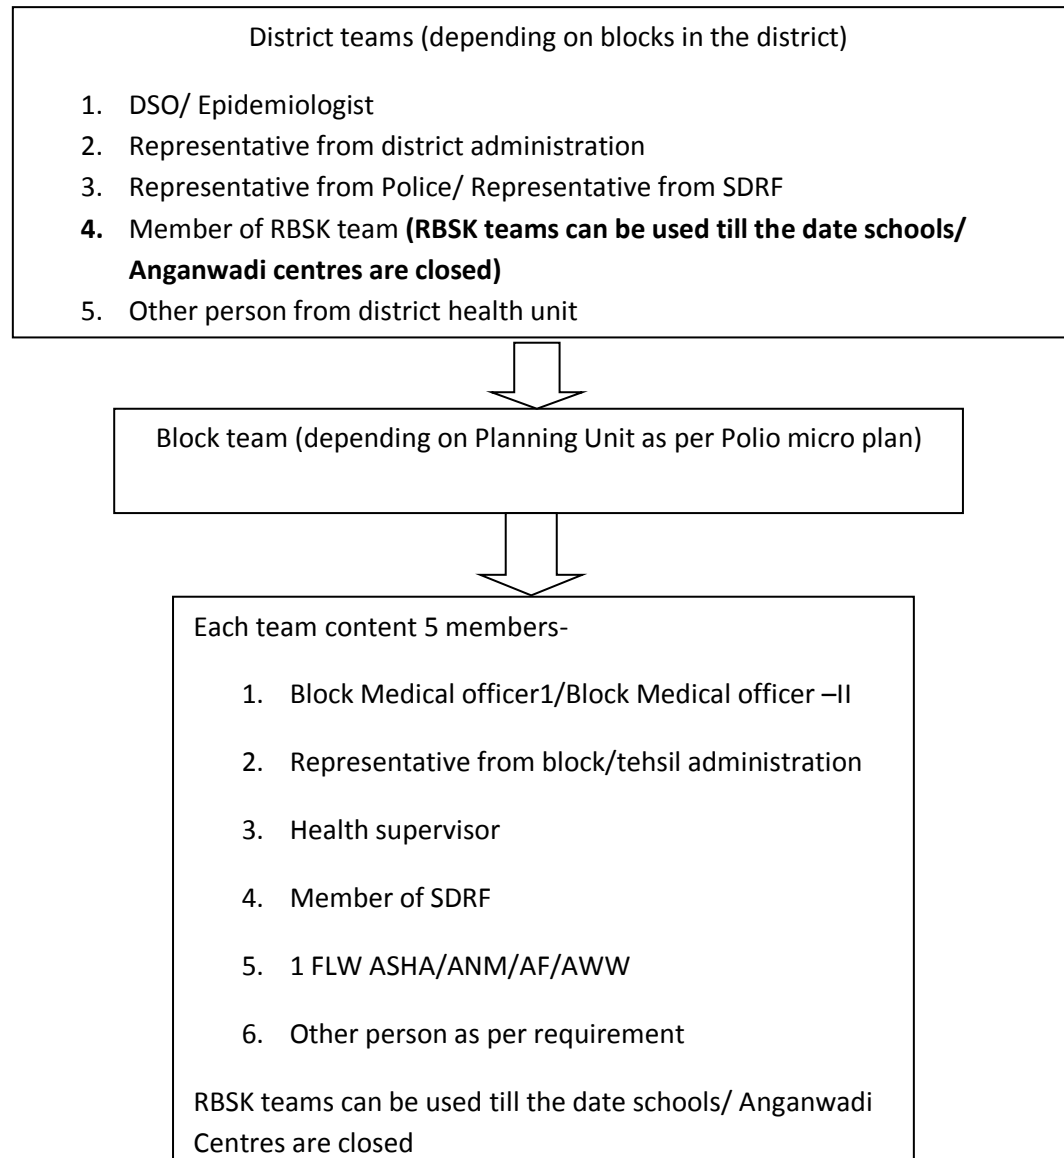 District teams (depending on blocks in the district)
1. DSO/ Epidemiologist
2. Representative from district administration
3. Representative from Police/ Representative from SDRF
4. Member of RBSK team (RBSK teams can be used till the date schools/
Anganwadi centres are closed)
5. Other person from district health unit
Block team (depending on Planning Unit as per Polio micro plan)
Each team content 5 members-
1. Block Medical officer1/Block Medical officer –II
2. Representative from block/tehsil administration
3. Health supervisor
4. Member of SDRF
5. 1 FLW ASHA/ANM/AF/AWW
6. Other person as per requirement
RBSK teams can be used till the date schools/ Anganwadi
Centres are closed